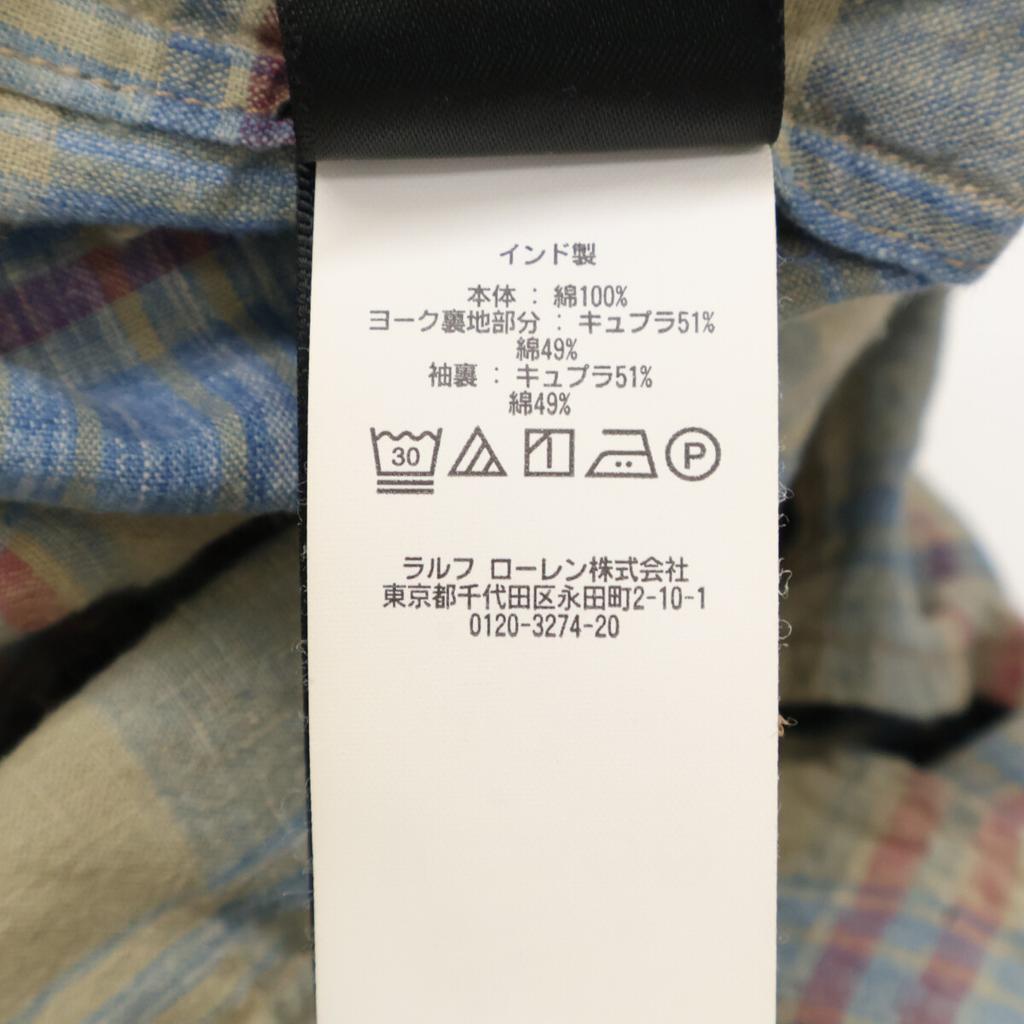 インド製
本体 : 綿100%
ヨーク裏地部分 : キュプラ51%
綿49%
袖裏 : キュプラ51%
綿49%
30 P
ラルフ ローレン株式会社
東京都千代田区永田町2-10-1
0120-3274-20